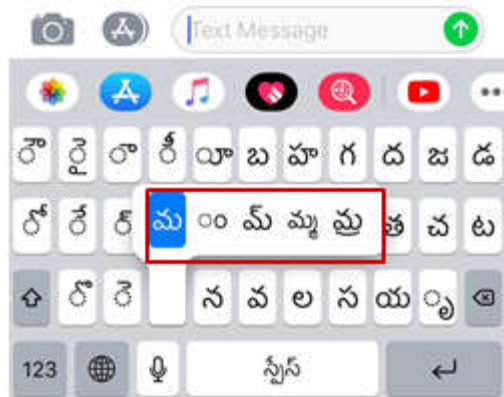 Text Message
ౌ ై ా ీ ూ బ హ గ ద జ డ
ో ే ్ మ ం మ్ మ్మ మ్ర త చ ట
ొ ె న వ ల స య ృ
123 స్పేస్